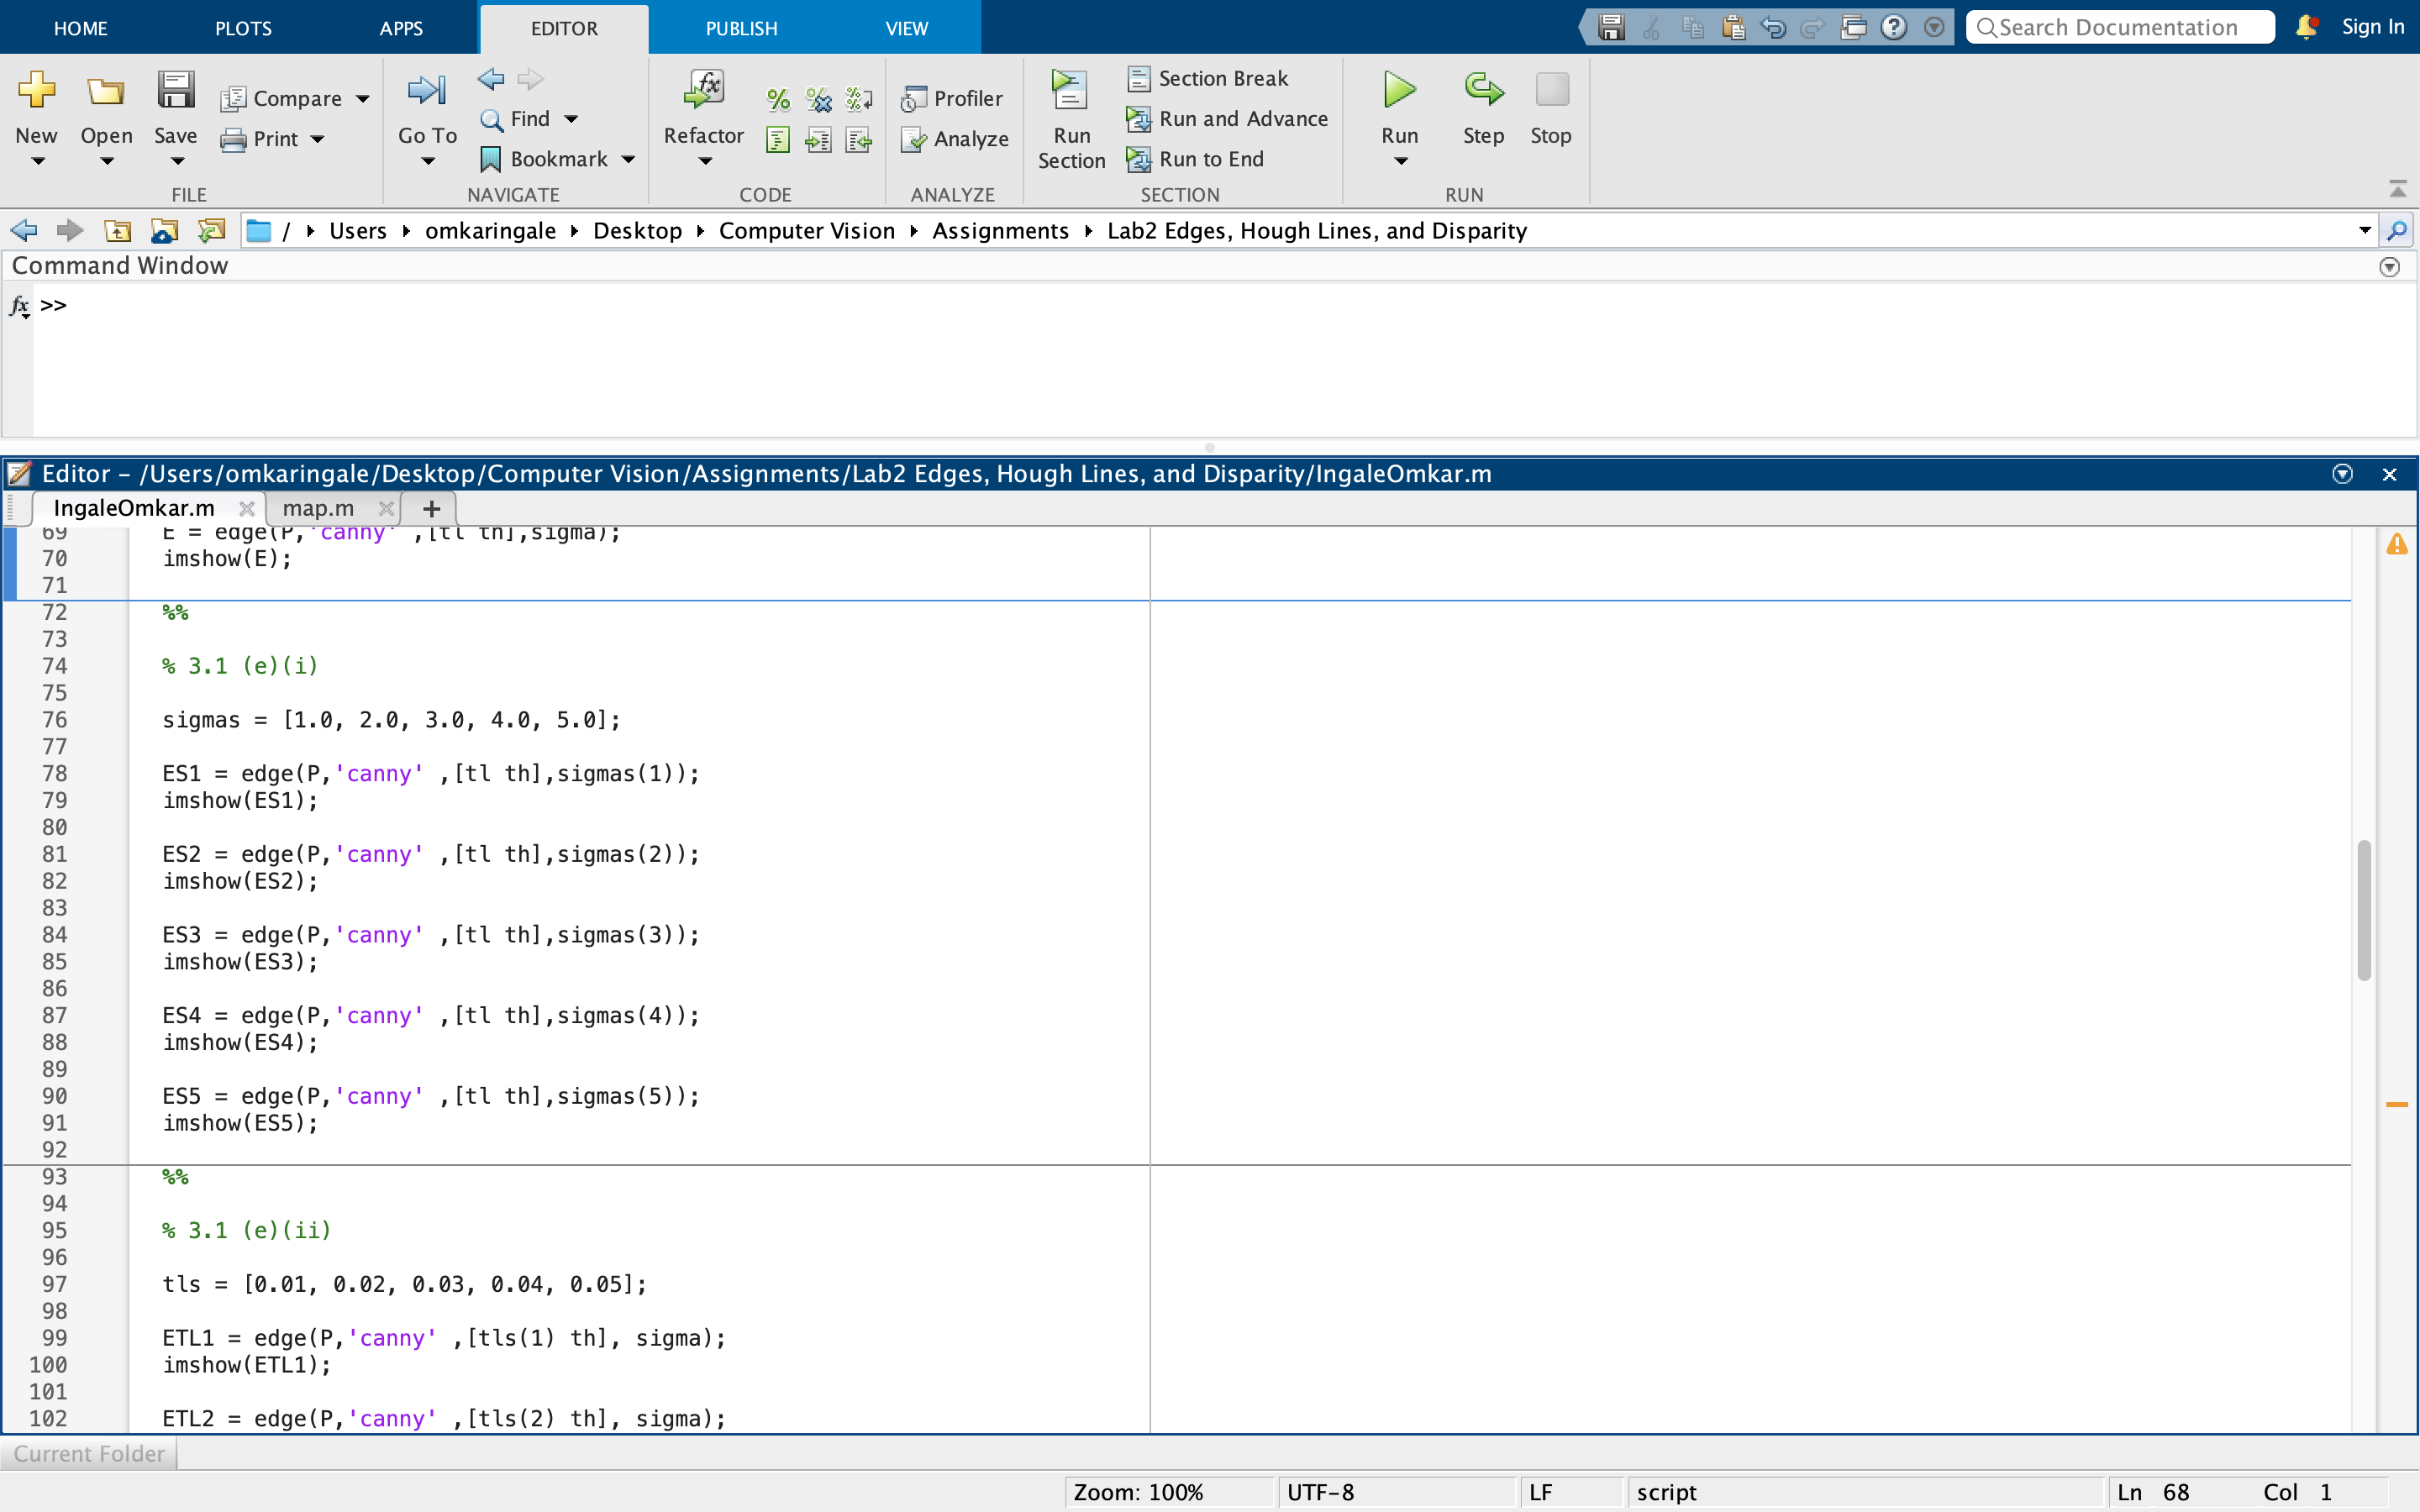 HOME PLOTS APPS EDITOR PUBLISH VIEW Search Documentation Sign In
New Open Save Compare Print
FILE
Go To Find Bookmark
NAVIGATE
Refactor fx
CODE
Profiler
Analyze
ANALYZE
Run Section
Section Break
Run and Advance
Run to End
SECTION
Run Step Stop
RUN
/ Users omkaringale Desktop Computer Vision Assignments Lab2 Edges, Hough Lines, and Disparity
Command Window
fx >>
Editor – /Users/omkaringale/Desktop/Computer Vision/Assignments/Lab2 Edges, Hough Lines, and Disparity/IngaleOmkar.m
IngaleOmkar.m map.m +
69 E = edge(P,'canny' ,[tl th],sigma);
70 imshow(E);
71
72 %%
73
74 % 3.1 (e)(i)
75
76 sigmas = [1.0, 2.0, 3.0, 4.0, 5.0];
77
78 ES1 = edge(P,'canny' ,[tl th],sigmas(1));
79 imshow(ES1);
80
81 ES2 = edge(P,'canny' ,[tl th],sigmas(2));
82 imshow(ES2);
83
84 ES3 = edge(P,'canny' ,[tl th],sigmas(3));
85 imshow(ES3);
86
87 ES4 = edge(P,'canny' ,[tl th],sigmas(4));
88 imshow(ES4);
89
90 ES5 = edge(P,'canny' ,[tl th],sigmas(5));
91 imshow(ES5);
92
93 %%
94
95 % 3.1 (e)(ii)
96
97 tls = [0.01, 0.02, 0.03, 0.04, 0.05];
98
99 ETL1 = edge(P,'canny' ,[tls(1) th], sigma);
100 imshow(ETL1);
101
102 ETL2 = edge(P,'canny' ,[tls(2) th], sigma);
Current Folder
Zoom: 100% UTF-8 LF script Ln 68 Col 1